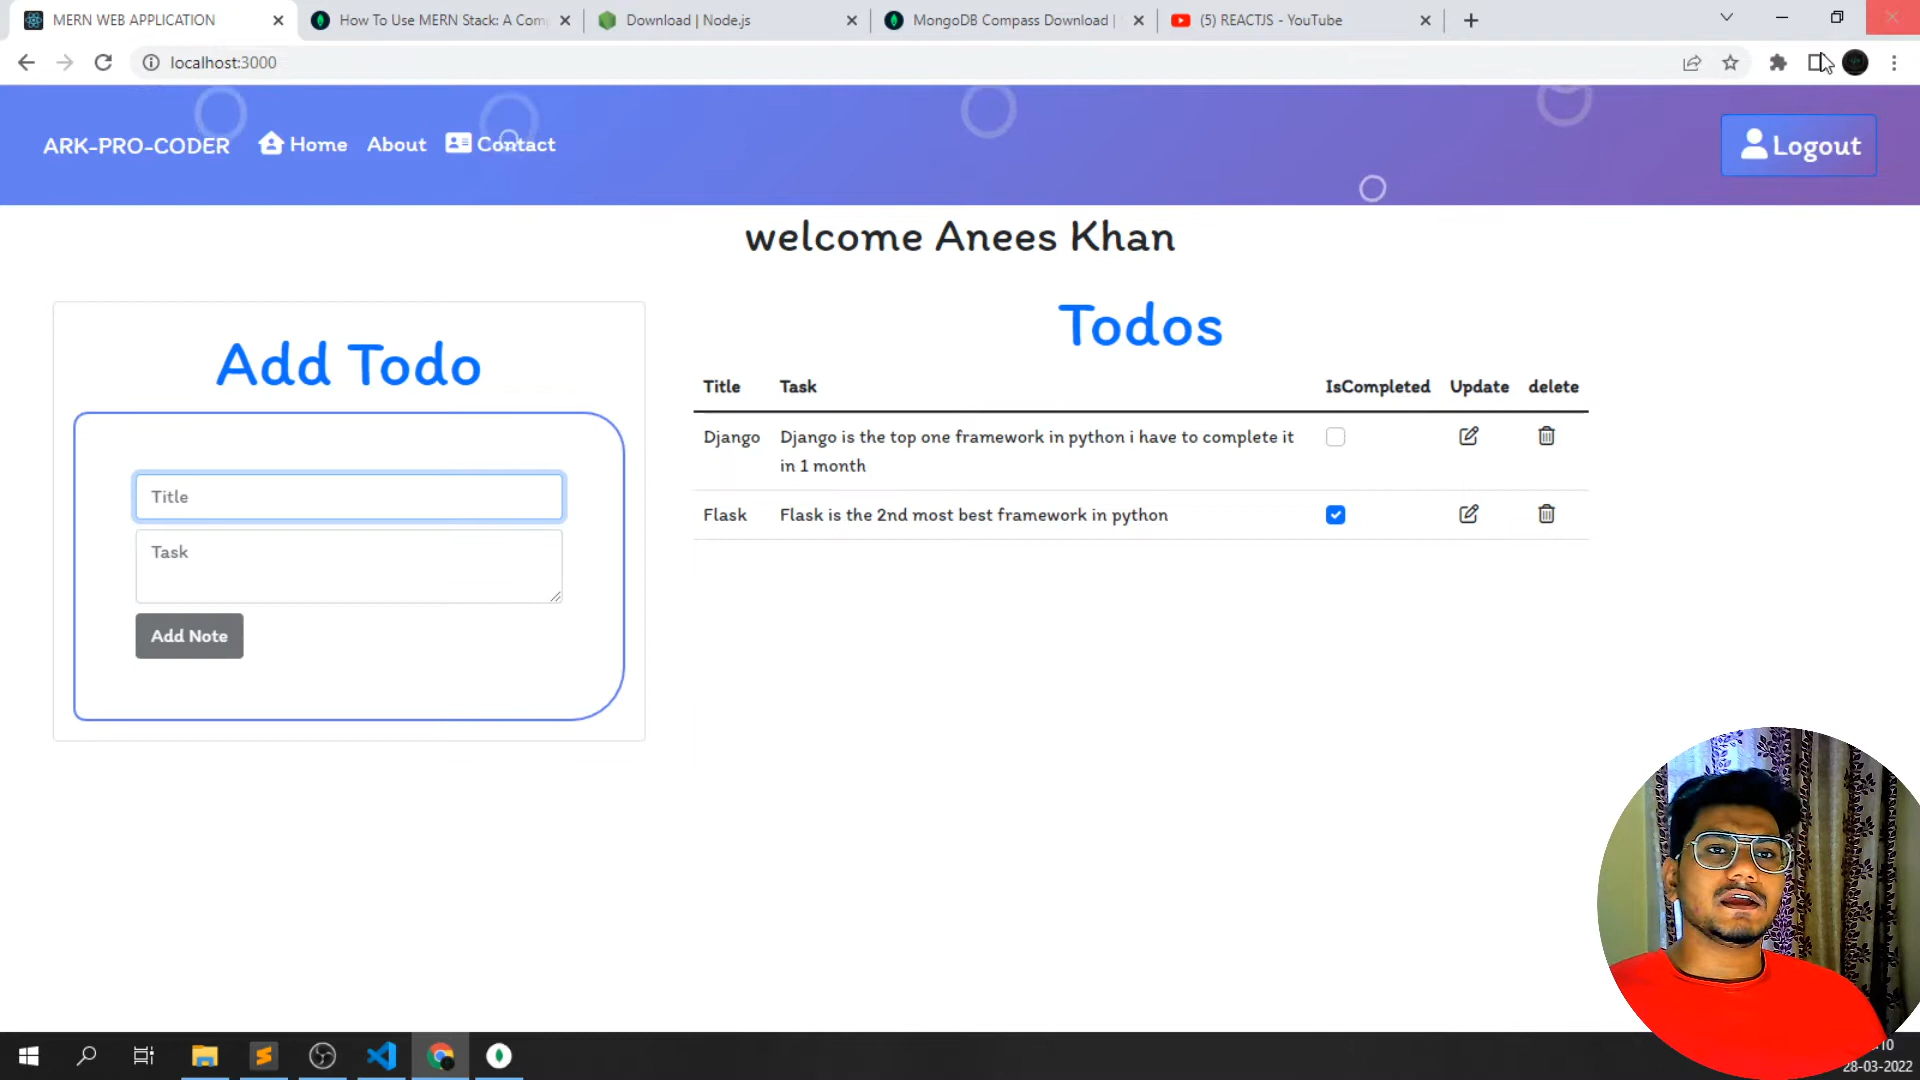 MERN WEB APPLICATION
How To Use MERN Stack: A Com
Download | Node.js
MongoDB Compass Download |
(5) REACTJS - YouTube
localhost:3000
ARK-PRO-CODER
Home
About
Contact
Logout
welcome Anees Khan
Add Todo
Title
Task
Add Note
Todos
Title Task IsCompleted Update delete
Django Django is the top one framework in python i have to complete it
in 1 month
Flask Flask is the 2nd most best framework in python
28-03-2022